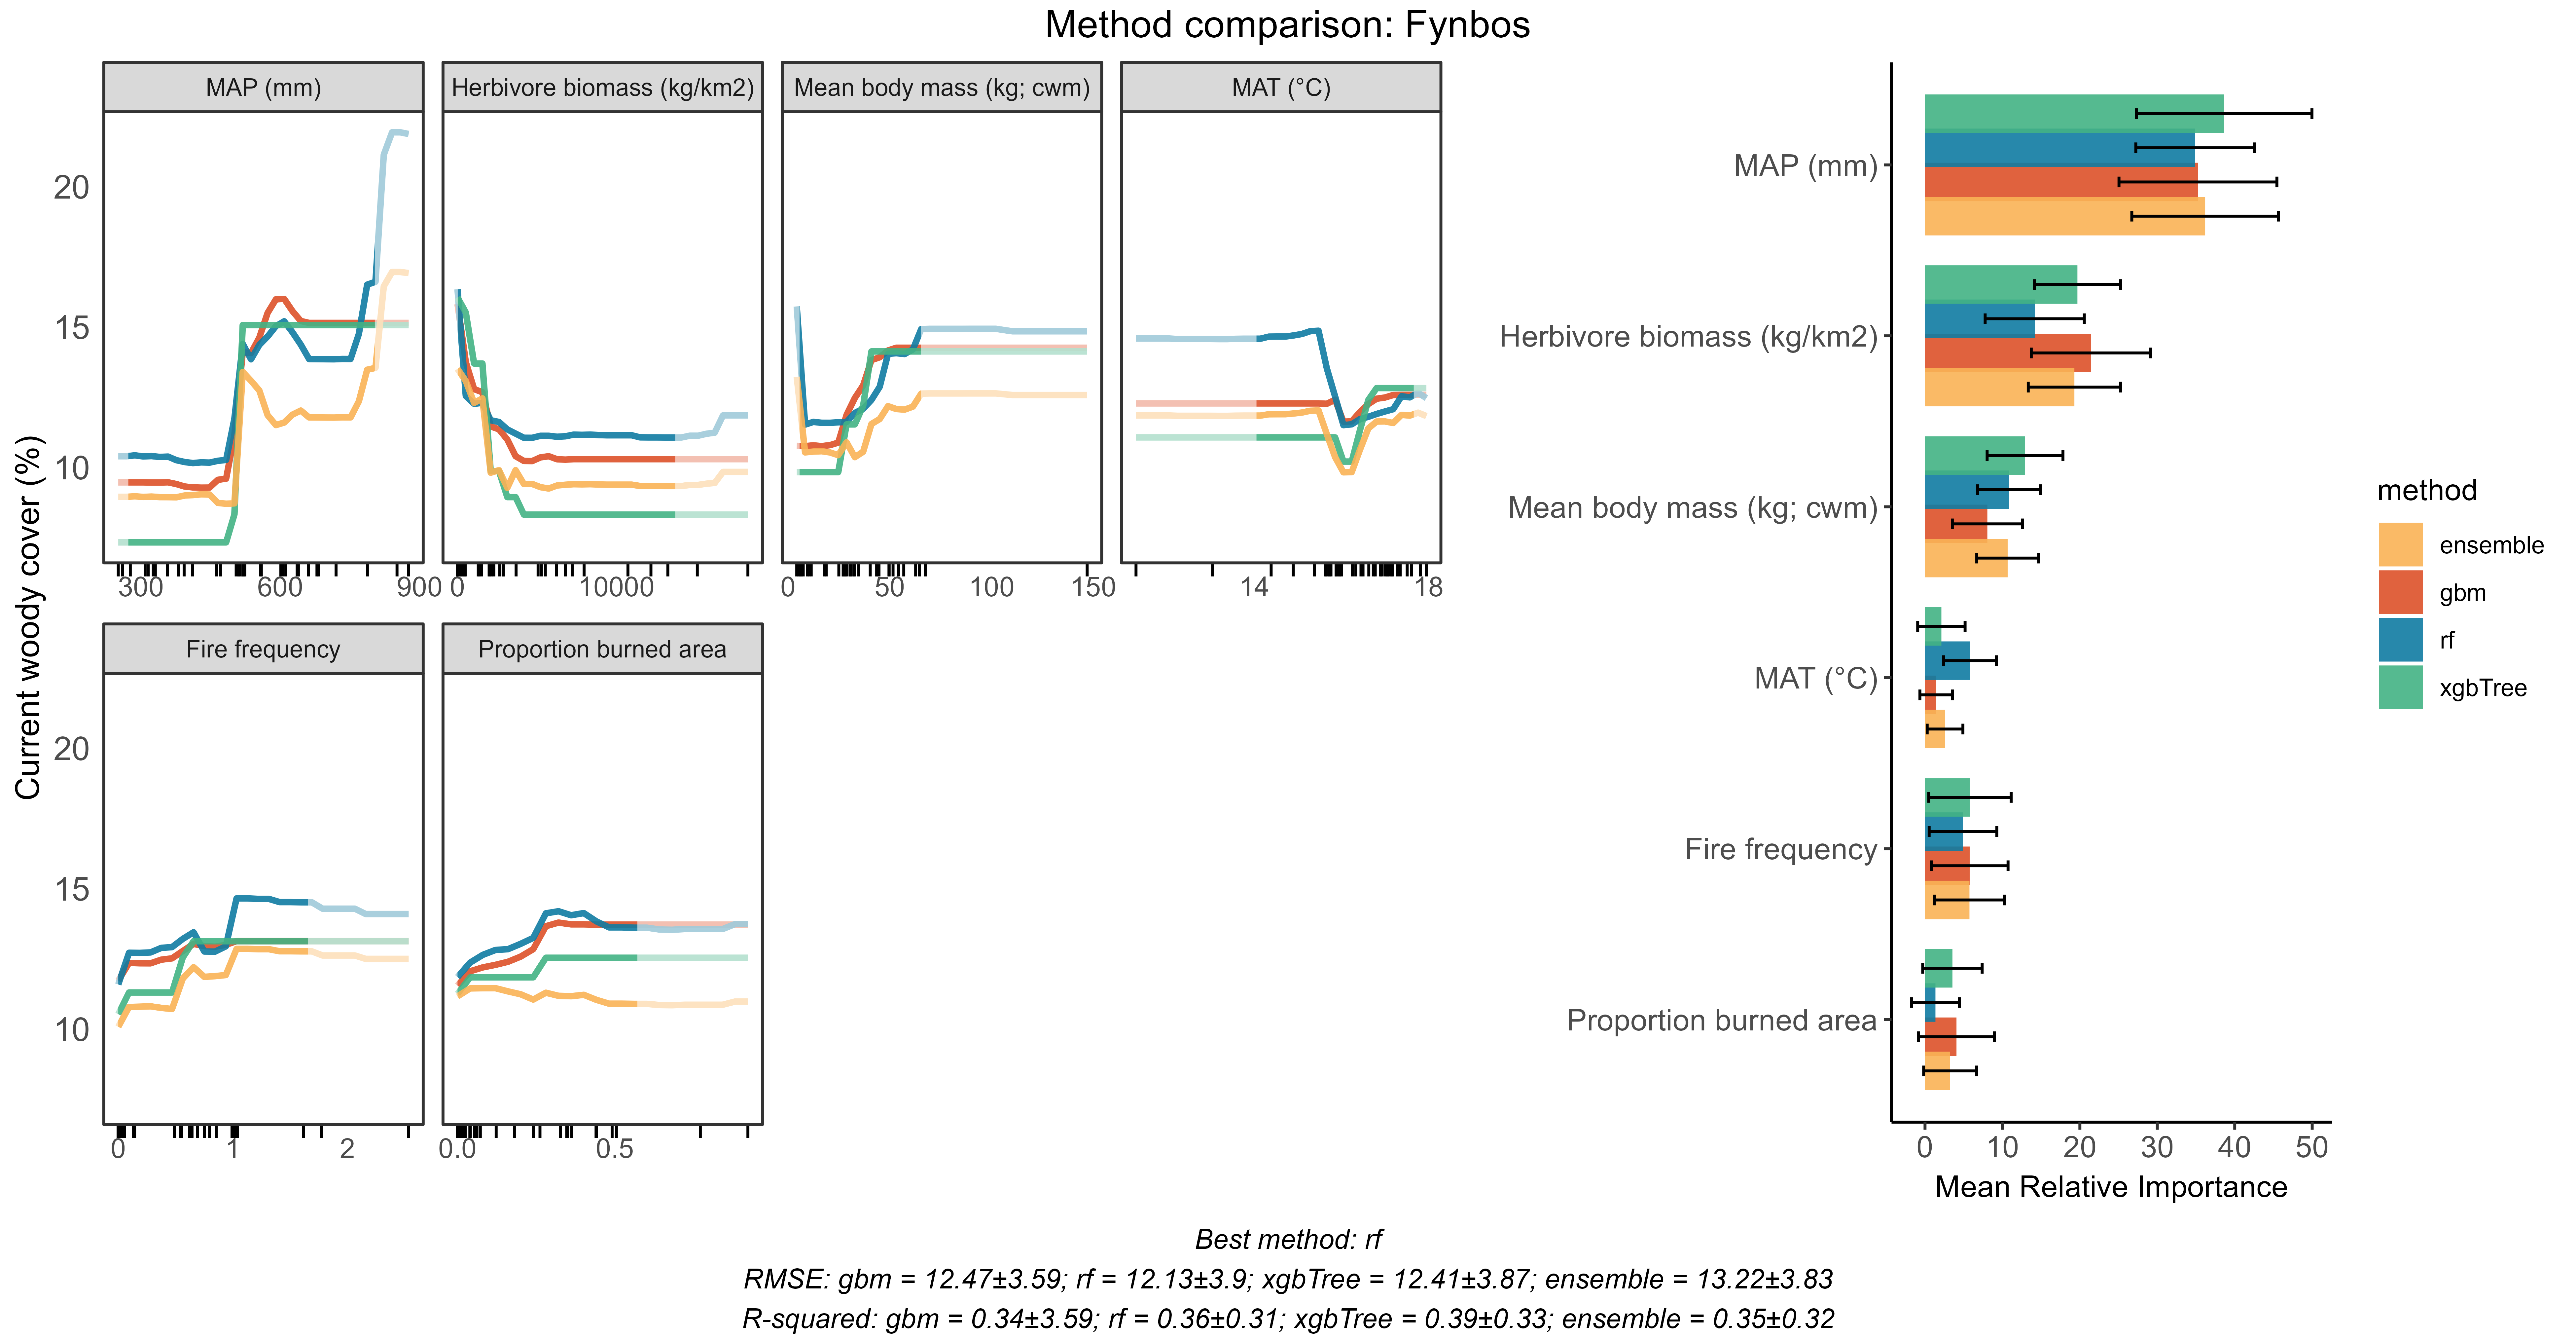 Method comparison: Fynbos
MAP (mm)
Herbivore biomass (kg/km2)
Mean body mass (kg; cwm)
MAT (°C)
Current woody cover (%)
20
15
10
300 600 900
0 10000
0 50 100 150
14 18
Fire frequency
Proportion burned area
20
15
10
0 1 2
0.0 0.5
MAP (mm)
Herbivore biomass (kg/km2)
Mean body mass (kg; cwm)
MAT (°C)
Fire frequency
Proportion burned area
0 10 20 30 40 50
Mean Relative Importance
method
ensemble
gbm
rf
xgbTree
Best method: rf
RMSE: gbm = 12.47±3.59; rf = 12.13±3.9; xgbTree = 12.41±3.87; ensemble = 13.22±3.83
R-squared: gbm = 0.34±3.59; rf = 0.36±0.31; xgbTree = 0.39±0.33; ensemble = 0.35±0.32